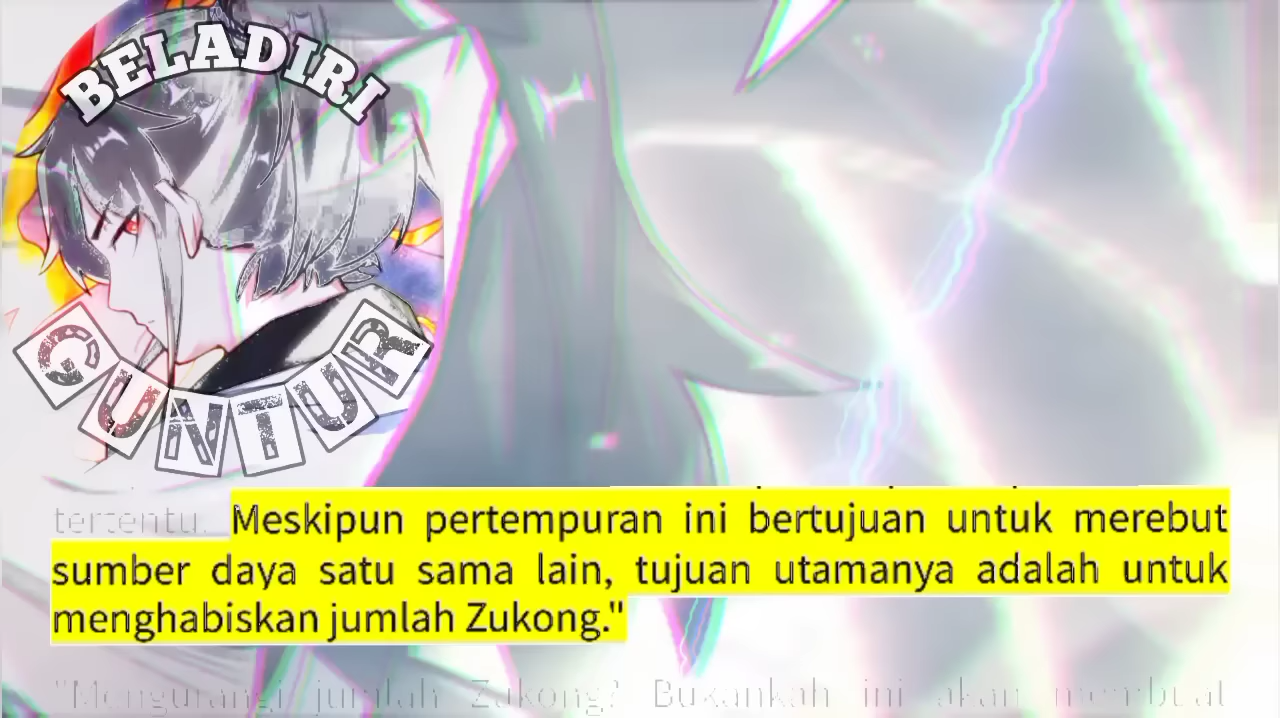 BELADIRI
GUNTUR
tertentu. Meskipun pertempuran ini bertujuan untuk merebut
sumber daya satu sama lain, tujuan utamanya adalah untuk
menghabiskan jumlah Zukong."
"Mengurangi jumlah Zukong? Bukankah ini akan membuat